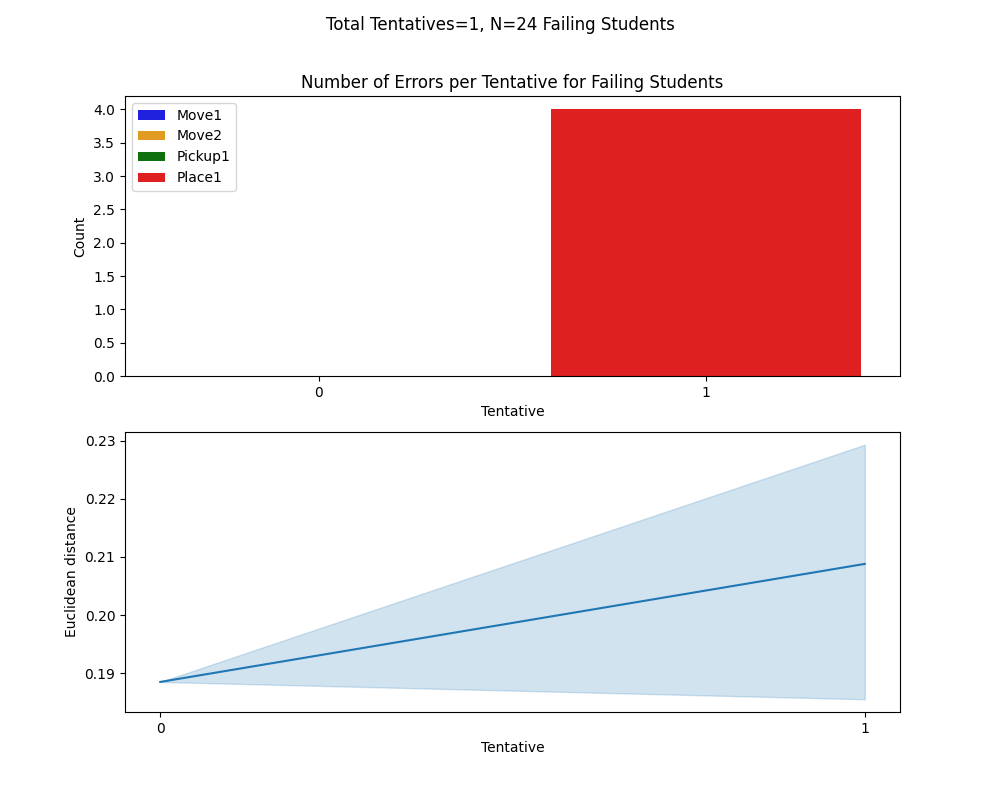 Total Tentatives=1, N=24 Failing Students
Number of Errors per Tentative for Failing Students
Move1
Move2
Pickup1
Place1
4.0
3.5
3.0
2.5
2.0
1.5
1.0
0.5
0.0
Count
0 1
Tentative
0.23
0.22
0.21
0.20
0.19
Euclidean distance
0 1
Tentative